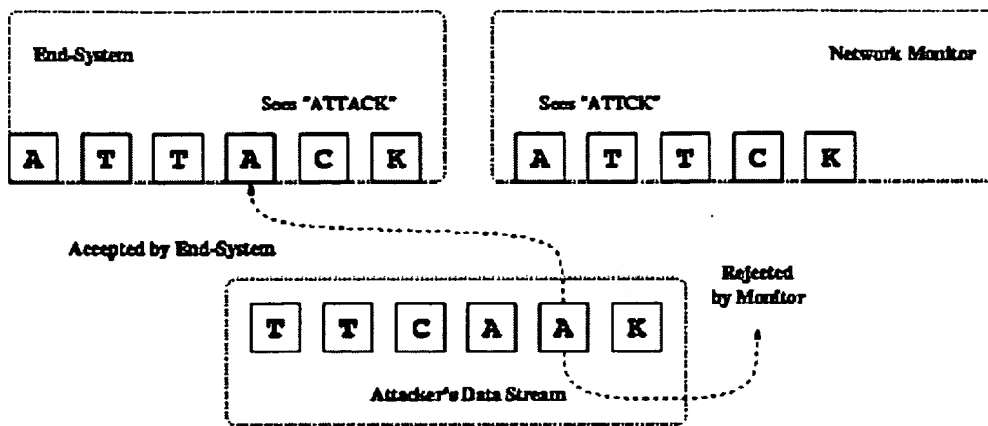 End-System
Network Monitor
Sees "ATTACK"
Sees "ATTCK"
A T T A C K
A T T C K
Accepted by End-System
Rejected
by Monitor
T T C A A K
Attacker's Data Stream